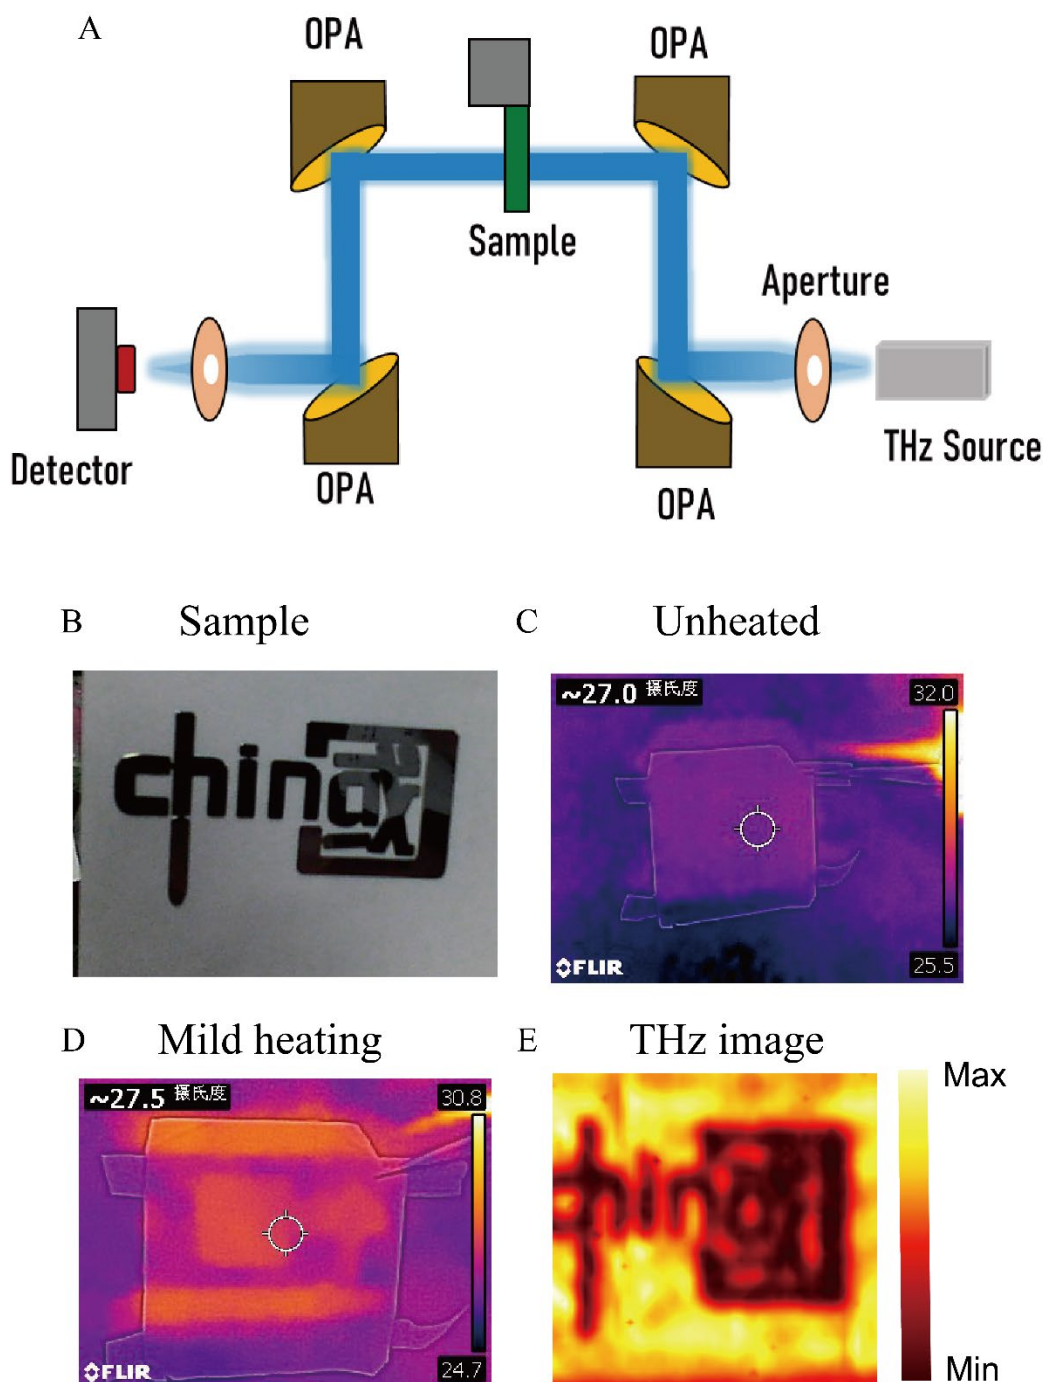 A
OPA
OPA
Sample
Aperture
Detector
THz Source
OPA
OPA
B Sample
C Unheated
china
~27.0 摄氏度
32.0
25.5
FLIR
D Mild heating
E THz image
~27.5 摄氏度
30.8
24.7
FLIR
Max
Min